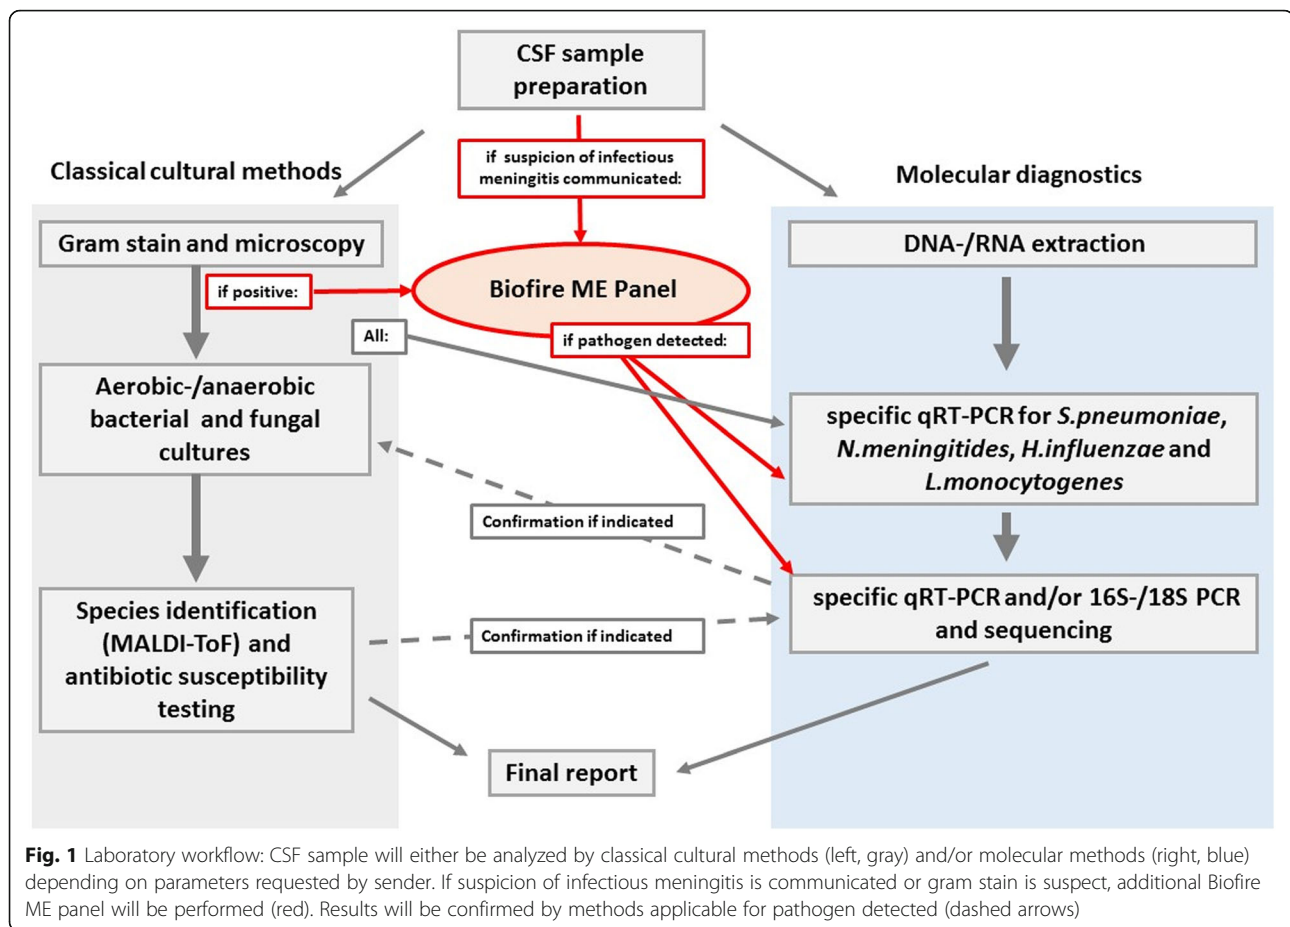 CSF sample
preparation
if suspicion of infectious
meningitis communicated:
Classical cultural methods
Molecular diagnostics
Gram stain and microscopy
DNA-/RNA extraction
if positive:
Biofire ME Panel
All:
if pathogen detected:
Aerobic-/anaerobic
bacterial and fungal
cultures
specific qRT-PCR for S.pneumoniae,
N.meningitides, H.influenzae and
L.monocytogenes
Confirmation if indicated
Species identification
(MALDI-ToF) and
antibiotic susceptibility
testing
Confirmation if indicated
specific qRT-PCR and/or 16S-/18S PCR
and sequencing
Final report
Fig. 1 Laboratory workflow: CSF sample will either be analyzed by classical cultural methods (left, gray) and/or molecular methods (right, blue)
depending on parameters requested by sender. If suspicion of infectious meningitis is communicated or gram stain is suspect, additional Biofire
ME panel will be performed (red). Results will be confirmed by methods applicable for pathogen detected (dashed arrows)